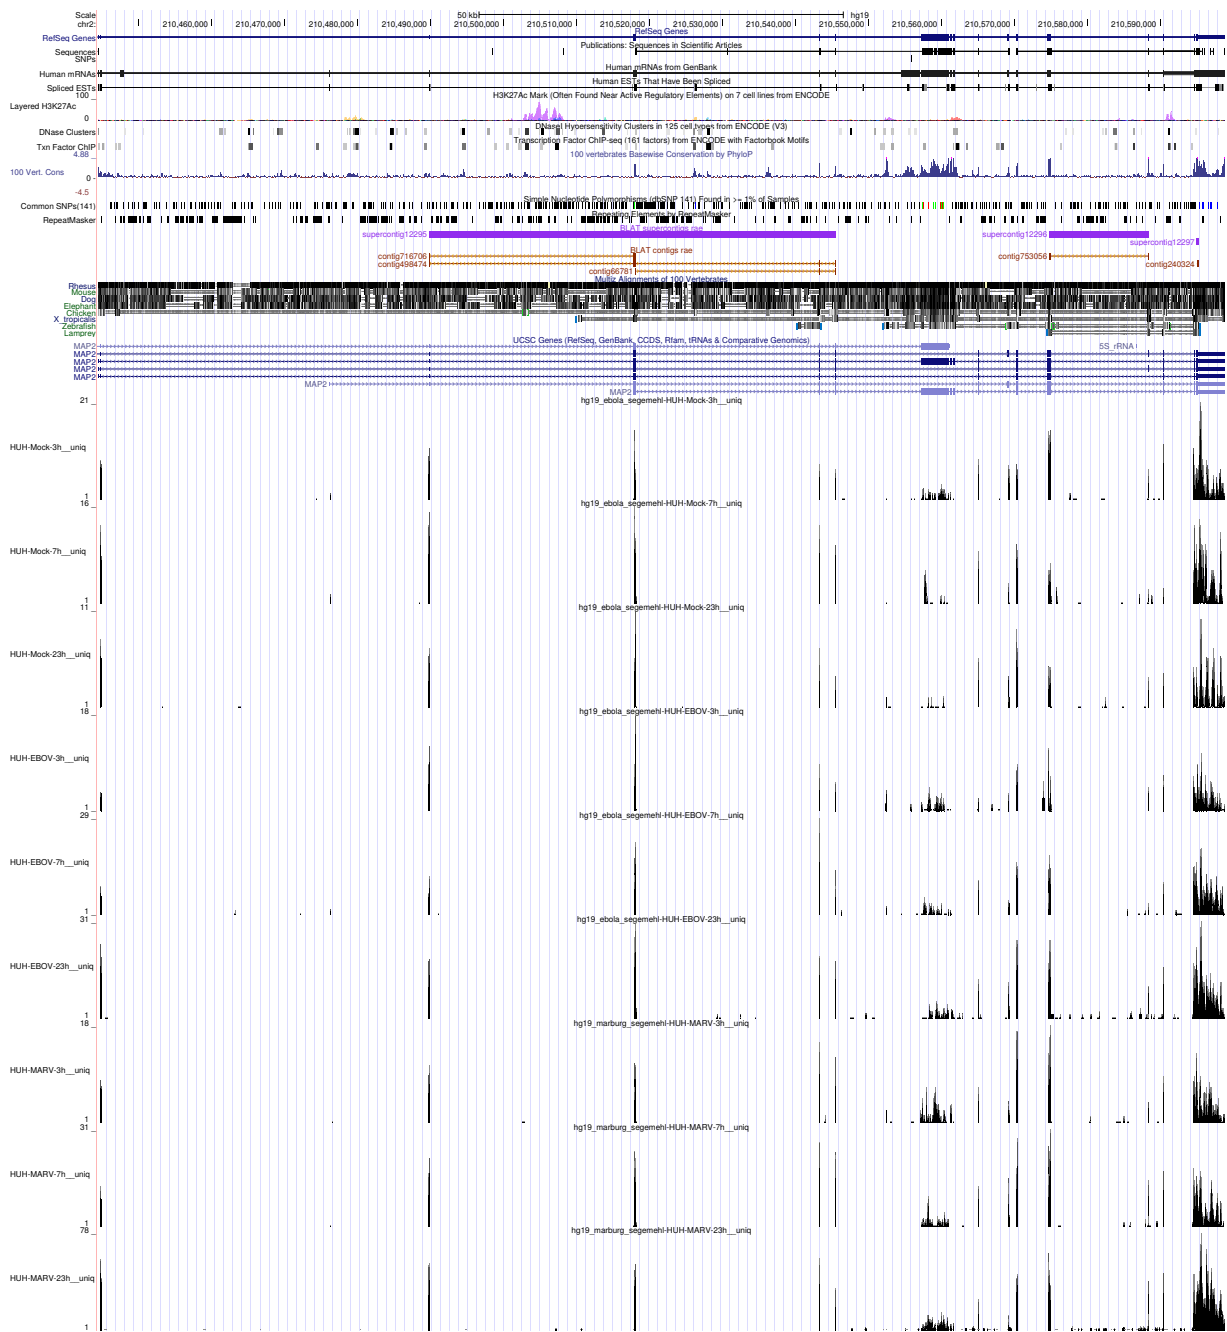 Scale 50 kb hg19
chr2: 210,460,000 210,470,000 210,480,000 210,490,000 210,500,000 210,510,000 210,520,000 210,530,000 210,540,000 210,550,000 210,560,000 210,570,000 210,580,000 210,590,000
RefSeq Genes
RefSeq Genes
Publications: Sequences in Scientific Articles
Sequences
SNPs
Human mRNAs from GenBank
Human mRNAs
Human ESTs That Have Been Spliced
Spliced ESTs
H3K27Ac Mark (Often Found Near Active Regulatory Elements) on 7 cell lines from ENCODE
100
Layered H3K27Ac
0
DNaseI Hypersensitivity Clusters in 125 cell types from ENCODE (V3)
DNase Clusters
Transcription Factor ChIP-seq (161 factors) from ENCODE with Factorbook Motifs
Txn Factor ChIP
100 vertebrates Basewise Conservation by PhyloP
4.88
100 Vert. Cons
0
-4.5
Simple Nucleotide Polymorphisms (dbSNP 141) Found in >= 1% of Samples
Common SNPs(141)
Repeating Elements by RepeatMasker
RepeatMasker
BLAT supercontigs rae
supercontig12295 supercontig12296
supercontig12297
BLAT contigs rae
contig716706 contig753056
contig498474 contig240324
contig66781
Multiz Alignments of 100 Vertebrates
Rhesus
Mouse
Dog
Elephant
Chicken
X_tropicalis
Zebrafish
Lamprey
UCSC Genes (RefSeq, GenBank, CCDS, Rfam, tRNAs & Comparative Genomics)
MAP2 5S_rRNA
MAP2
MAP2
MAP2
MAP2
MAP2
MAP2
hg19_ebola_segemehl-HUH-Mock-3h__uniq
21
HUH-Mock-3h__uniq
1
hg19_ebola_segemehl-HUH-Mock-7h__uniq
16
HUH-Mock-7h__uniq
1
hg19_ebola_segemehl-HUH-Mock-23h__uniq
11
HUH-Mock-23h__uniq
1
hg19_ebola_segemehl-HUH-EBOV-3h__uniq
18
HUH-EBOV-3h__uniq
1
hg19_ebola_segemehl-HUH-EBOV-7h__uniq
29
HUH-EBOV-7h__uniq
1
hg19_ebola_segemehl-HUH-EBOV-23h__uniq
31
HUH-EBOV-23h__uniq
1
hg19_marburg_segemehl-HUH-MARV-3h__uniq
18
HUH-MARV-3h__uniq
1
hg19_marburg_segemehl-HUH-MARV-7h__uniq
31
HUH-MARV-7h__uniq
1
hg19_marburg_segemehl-HUH-MARV-23h__uniq
78
HUH-MARV-23h__uniq
1